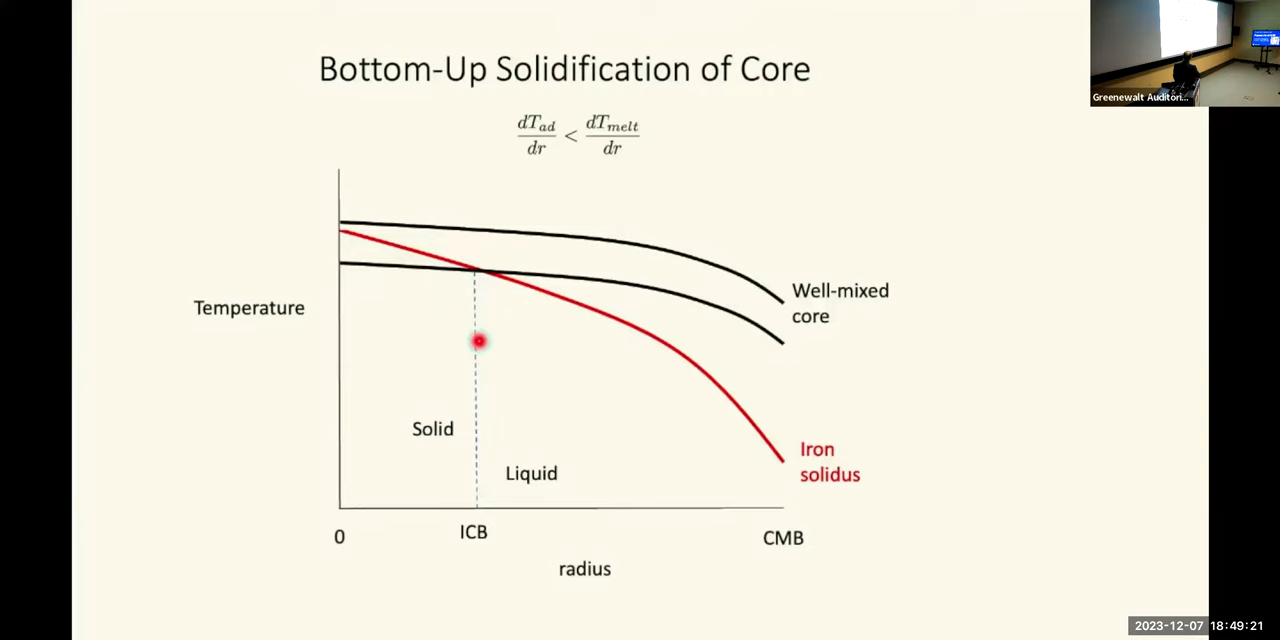 Bottom-Up Solidification of Core
dT_ad/dr < dT_melt/dr
Temperature
Well-mixed
core
Iron
solidus
Solid
Liquid
0
ICB
CMB
radius
Greenewalt Auditori...
2023-12-07 18:49:21